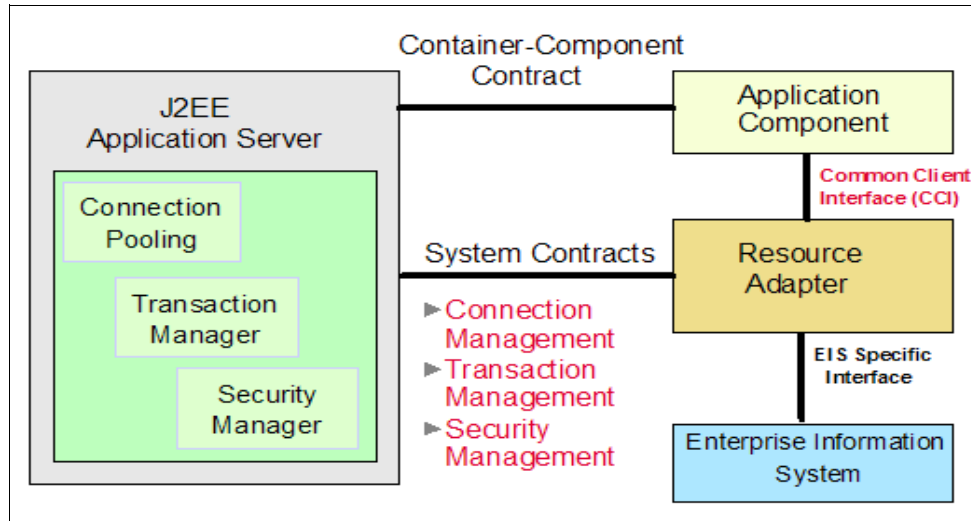 Container-Component
Contract
J2EE
Application Server
Connection
Pooling
Transaction
Manager
Security
Manager
Application
Component
Common Client
Interface (CCI)
System Contracts
Connection
Management
Transaction
Management
Security
Management
Resource
Adapter
EIS Specific
Interface
Enterprise Information
System